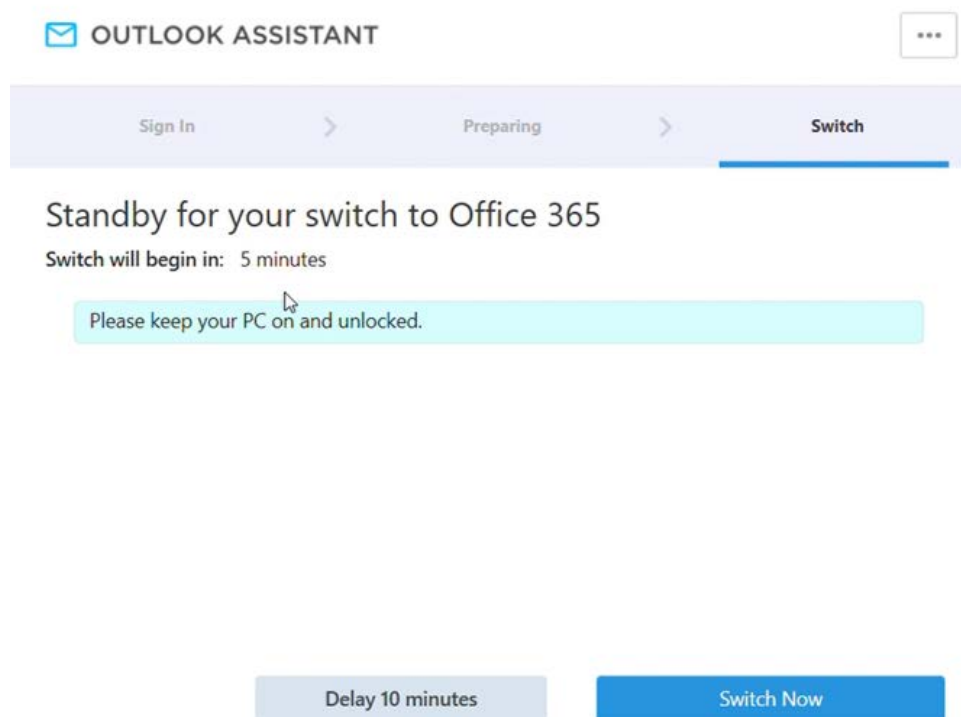 OUTLOOK ASSISTANT
Sign In > Preparing > Switch
Standby for your switch to Office 365
Switch will begin in: 5 minutes
Please keep your PC on and unlocked.
Delay 10 minutes Switch Now